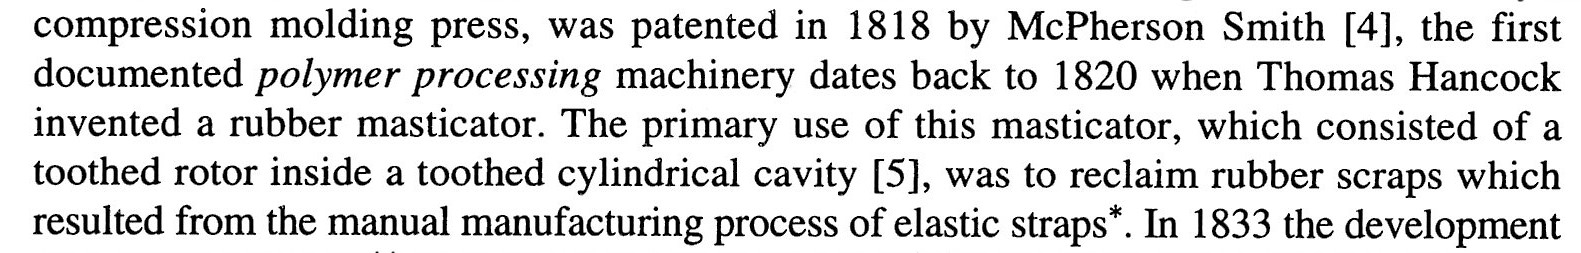 compression molding press, was patented in 1818 by McPherson Smith [4], the first
documented polymer processing machinery dates back to 1820 when Thomas Hancock
invented a rubber masticator. The primary use of this masticator, which consisted of a
toothed rotor inside a toothed cylindrical cavity [5], was to reclaim rubber scraps which
resulted from the manual manufacturing process of elastic straps*. In 1833 the development